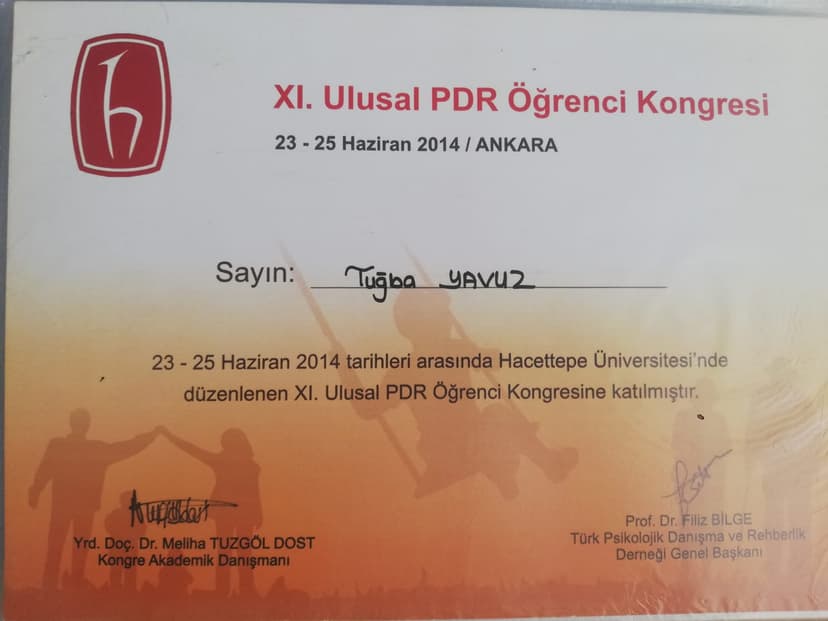 XI. Ulusal PDR Öğrenci Kongresi
23 - 25 Haziran 2014 / ANKARA
Sayın: Tuğba YAVUZ
23 - 25 Haziran 2014 tarihleri arasında Hacettepe Üniversitesi'nde
düzenlenen XI. Ulusal PDR Öğrenci Kongresine katılmıştır.
Yrd. Doç. Dr. Meliha TUZGÖL DOST
Kongre Akademik Danışmanı
Prof. Dr. Filiz BİLGE
Türk Psikolojik Danışma ve Rehberlik
Derneği Genel Başkanı